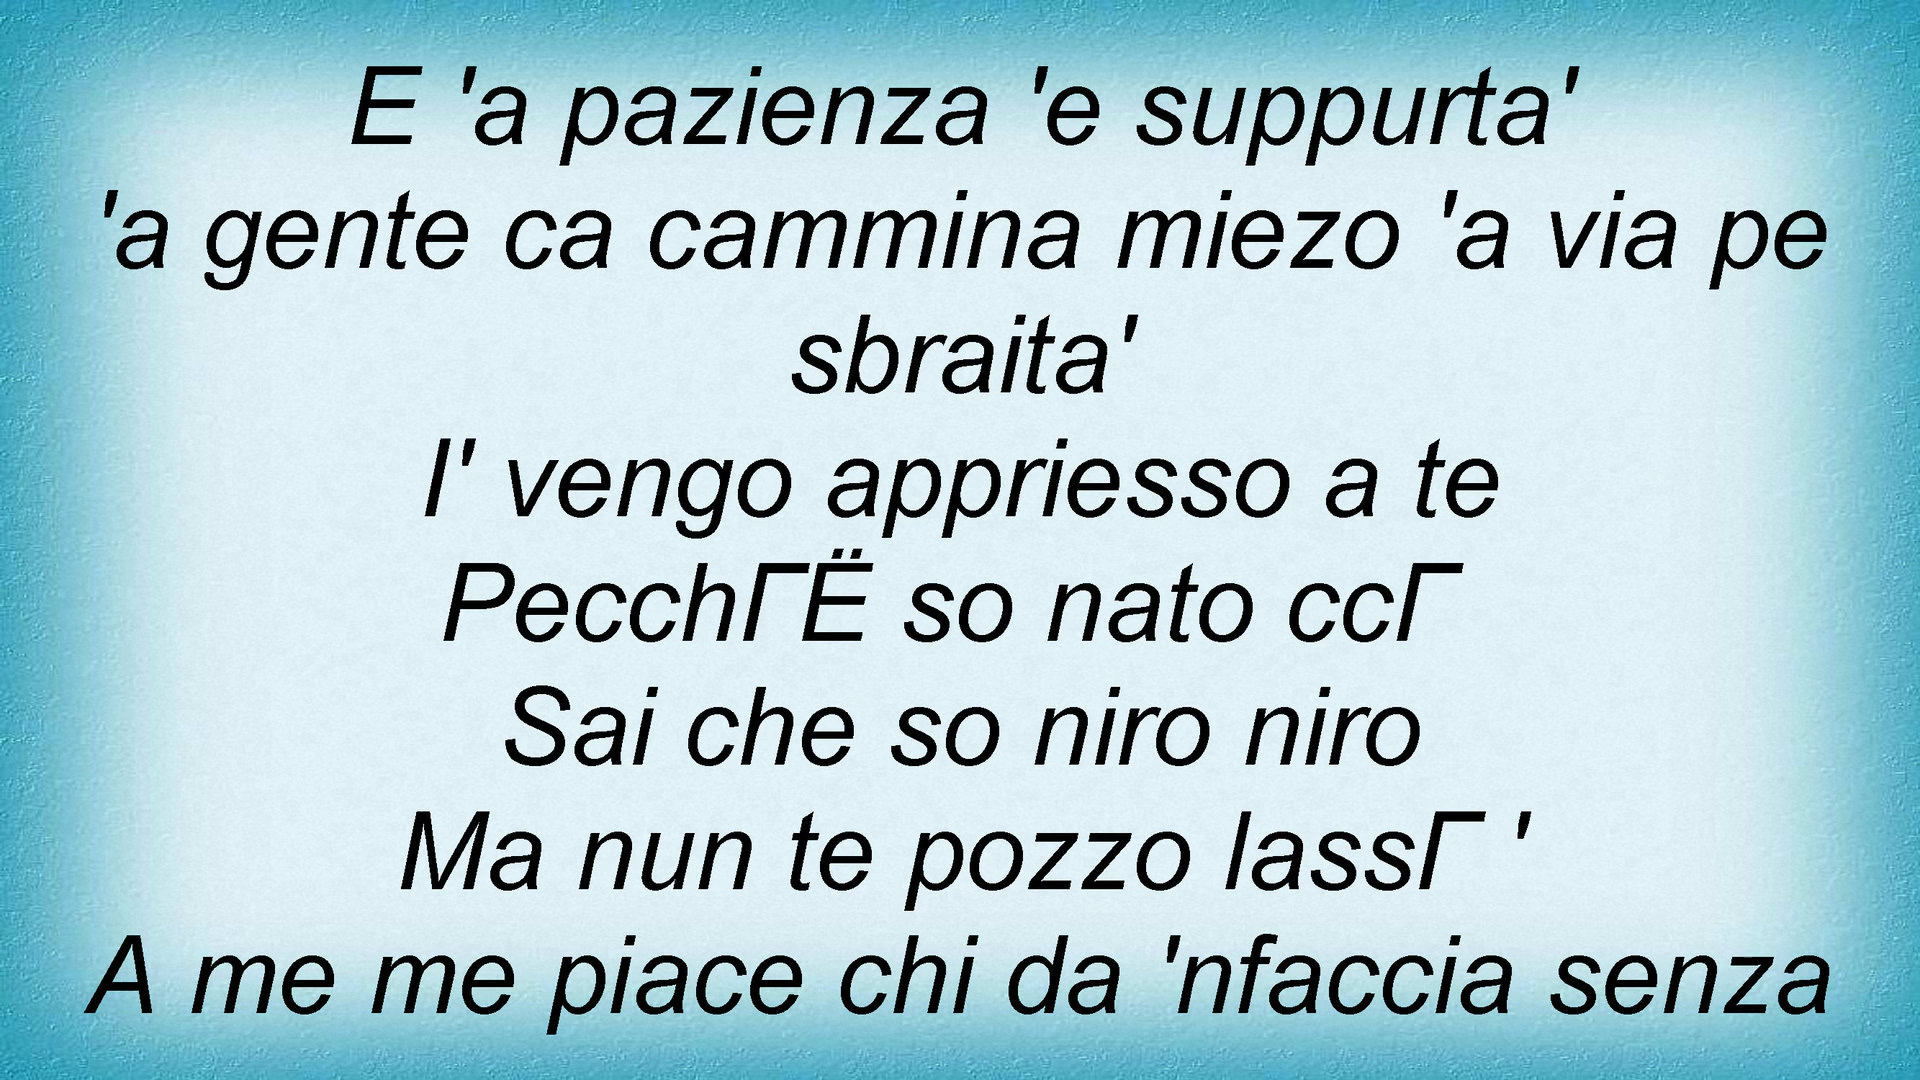 E 'a pazienza 'e suppurta'
'a gente ca cammina miezo 'a via pe
sbraita'
I' vengo appriesso a te
PecchГЁ so nato ccГ
Sai che so niro niro
Ma nun te pozzo lassГ '
A me me piace chi da 'nfaccia senza